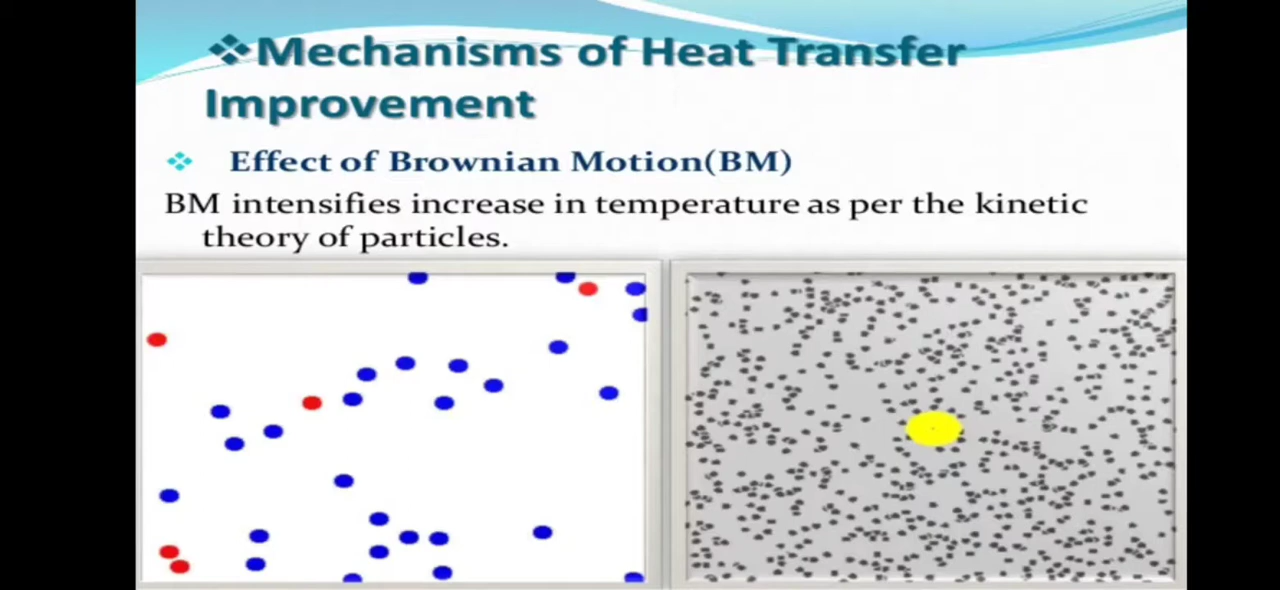 ❖Mechanisms of Heat Transfer
Improvement
❖ Effect of Brownian Motion(BM)
BM intensifies increase in temperature as per the kinetic
theory of particles.